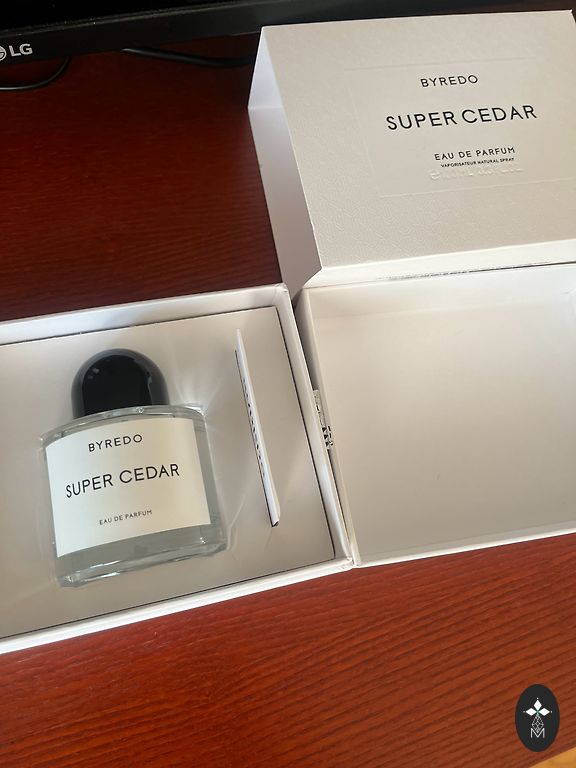 LG
BYREDO
SUPER CEDAR
EAU DE PARFUM
VAPORISATEUR NATURAL SPRAY
BYREDO
SUPER CEDAR
EAU DE PARFUM
M